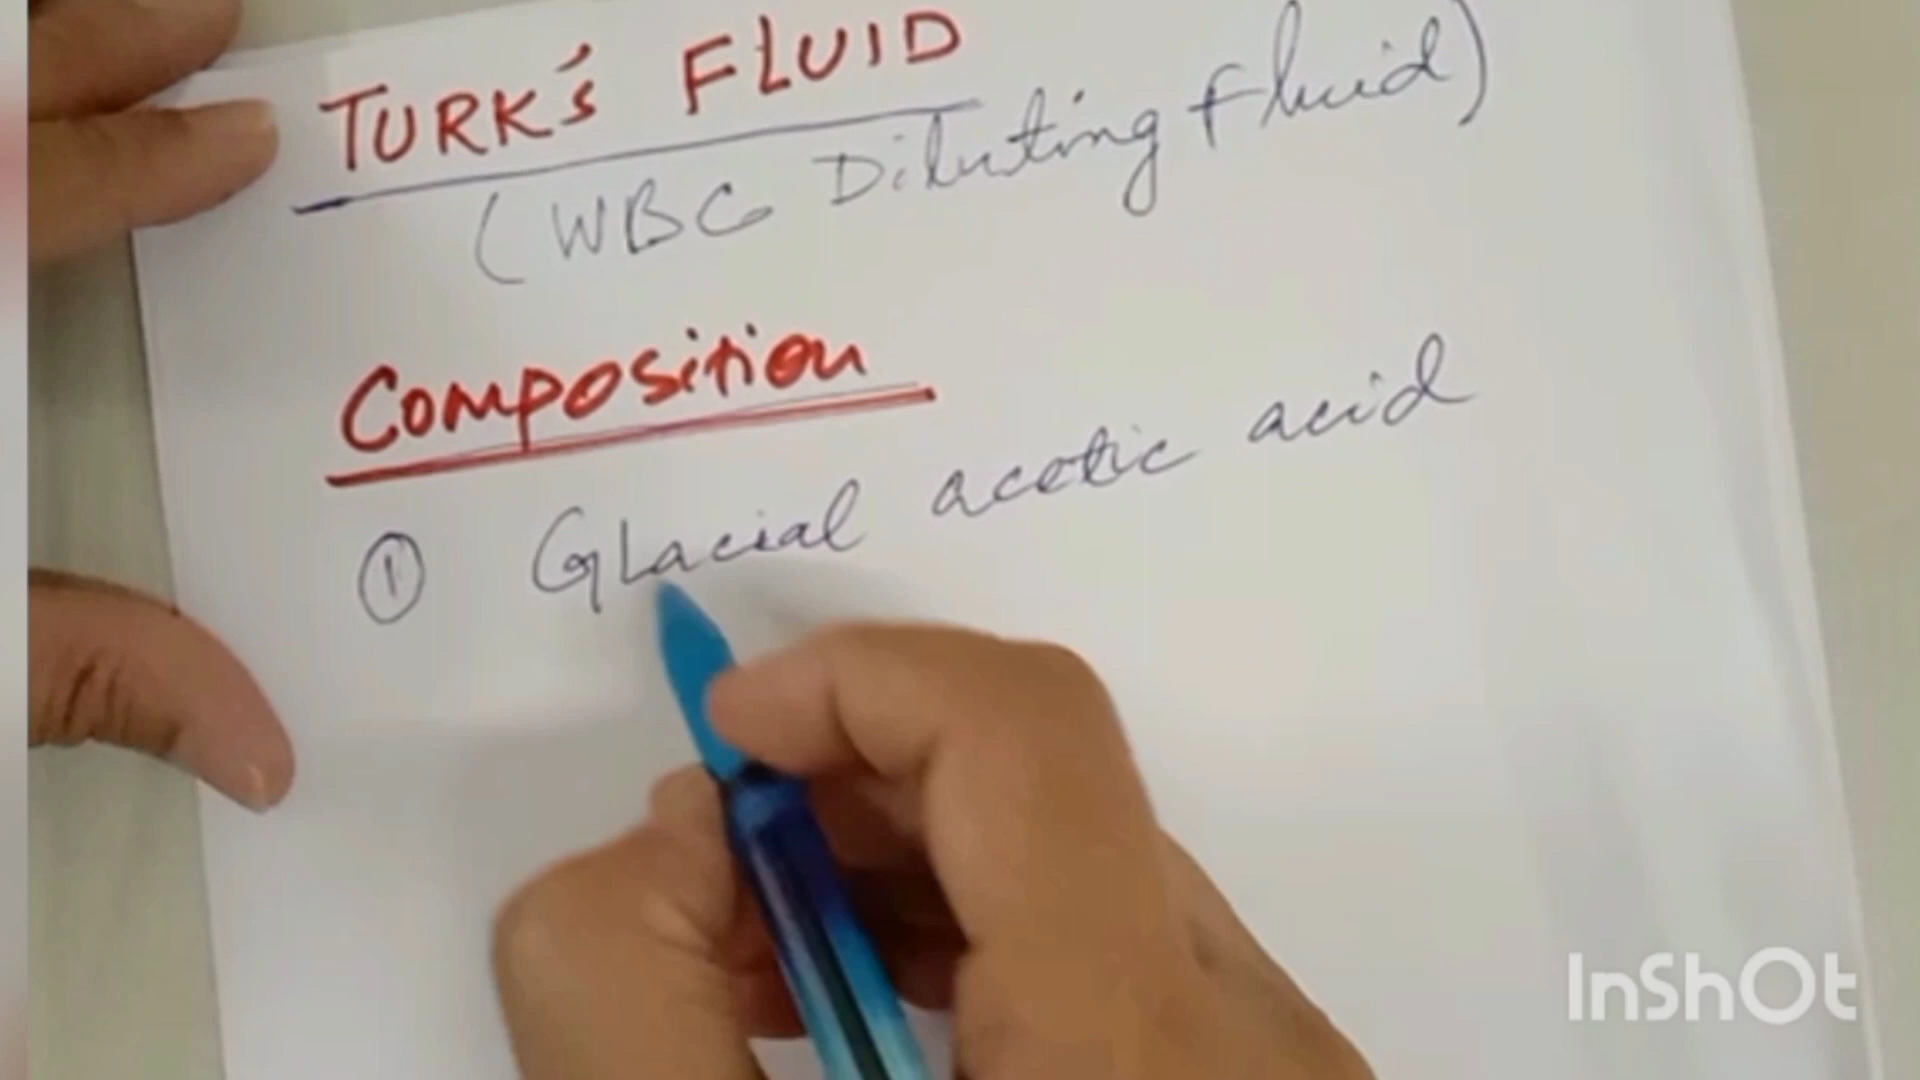 TURK'S FLUID
(WBC Diluting Fluid)
Composition
① Glacial acetic acid
InShOt